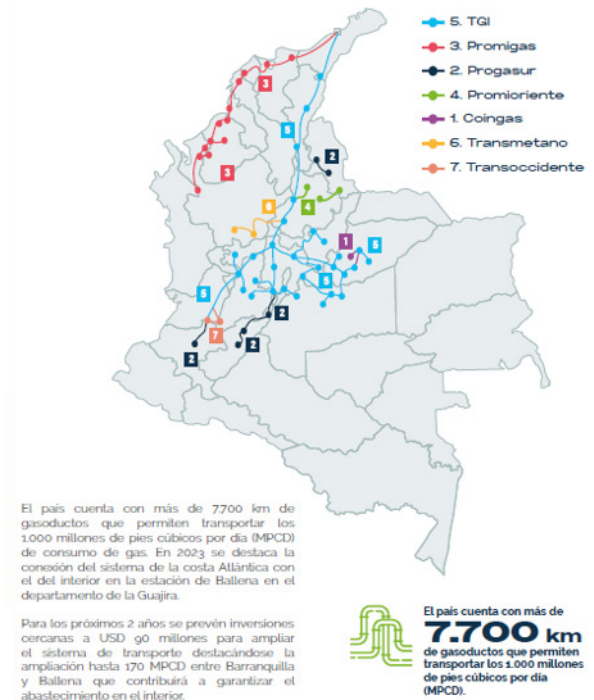 5. TGI
3. Promigas
2. Progasur
4. Promioriente
1. Coingas
6. Transmetano
7. Transoccidente
3
5
2
3
6
4
1
5
5
5
2
7
2
2
El país cuenta con más de 7.700 km de
gasoductos que permiten transportar los
1.000 millones de pies cúbicos por día (MPCD)
de consumo de gas. En 2023 se destaca la
conexión del sistema de la costa Atlántica con
el del interior en la estación de Ballena en el
departamento de la Guajira.
Para los próximos 2 años se prevén inversiones
cercanas a USD 90 millones para ampliar
el sistema de transporte destacándose la
ampliación hasta 170 MPCD entre Barranquilla
y Ballena que contribuirá a garantizar el
abastecimiento en el interior.
El país cuenta con más de
7.700 km
de gasoductos que permiten
transportar los 1.000 millones
de pies cúbicos por día
(MPCD).